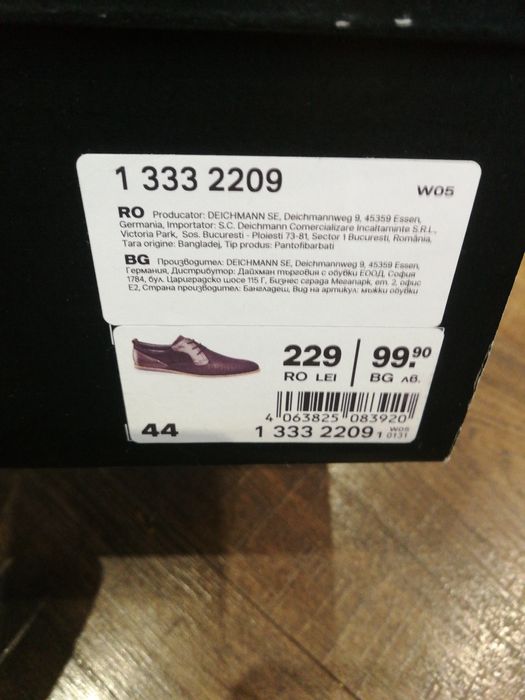 1 333 2209
W05
RO Producator: DEICHMANN SE, Deichmannweg 9, 45359 Essen,
Germania, Importator: S.C. Deichmann Comercializare Incaltaminte S.R.L.,
Victoria Park, Sos. Bucuresti - Ploiesti 73-81, Sector 1 Bucuresti, România,
Tara origine: Bangladej, Tip produs: Pantofibarbati
BG Производител: DEICHMANN SE, Deichmannweg 9, 45359 Essen,
Германия, Дистрибутор: Дайхман търговия с обувки ЕООД, София
1784, бул. Цариградско шосе 115 Г, Бизнес сграда Мегапарк, ет. 2, офис
Е2, Страна производител: Бангладеш, Вид на артикул: мъжки обувки
229 99.90
RO LEI BG лв.
4 063825 083920
44
1 333 2209 1 W05 0131